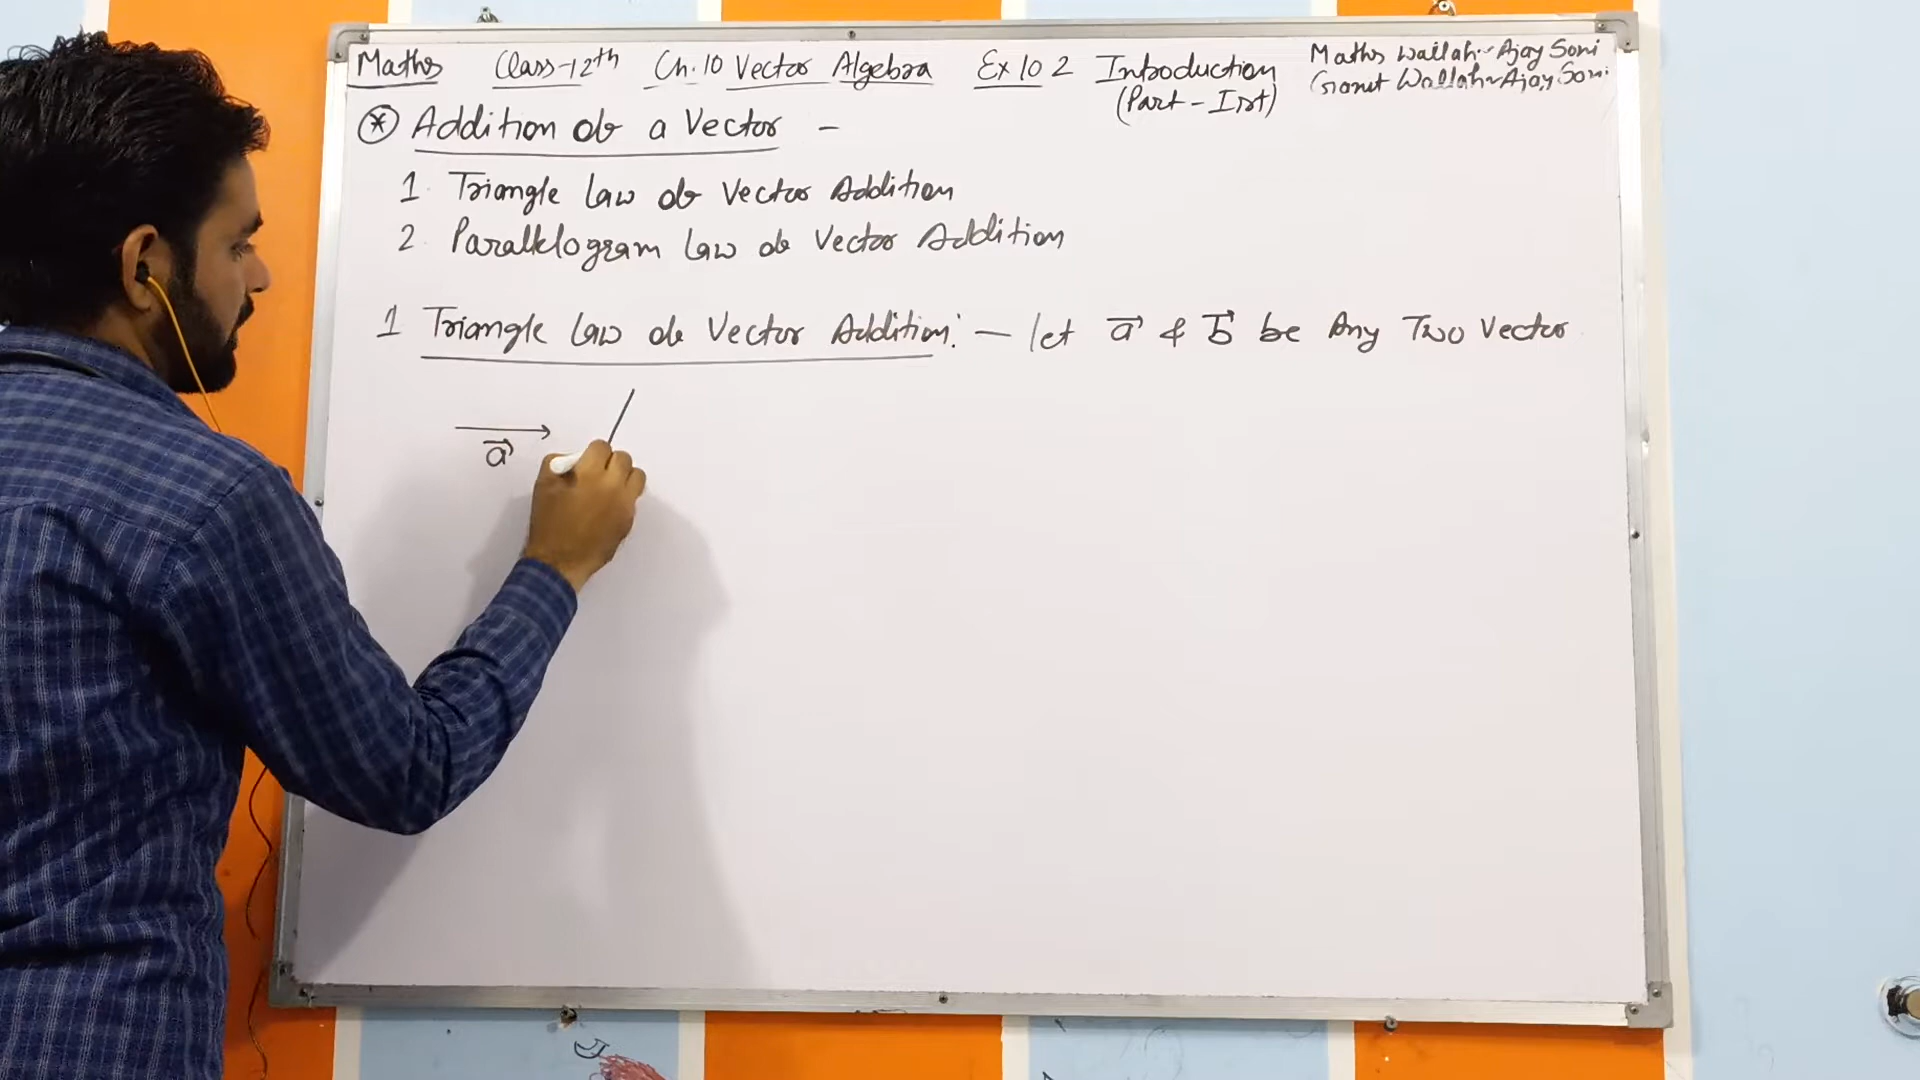 Maths Class-12th Ch.10 Vector Algebra Ex 10.2 Introduction (Part-Ist)
Maths Wallah-Ajay Soni
Ganit Wallah-Ajay Soni
* Addition of a Vector -
1. Triangle law of Vector Addition
2. Parallelogram law of Vector Addition
1 Triangle law of Vector Addition:- let a⃗ & b⃗ be Any Two Vector
a⃗